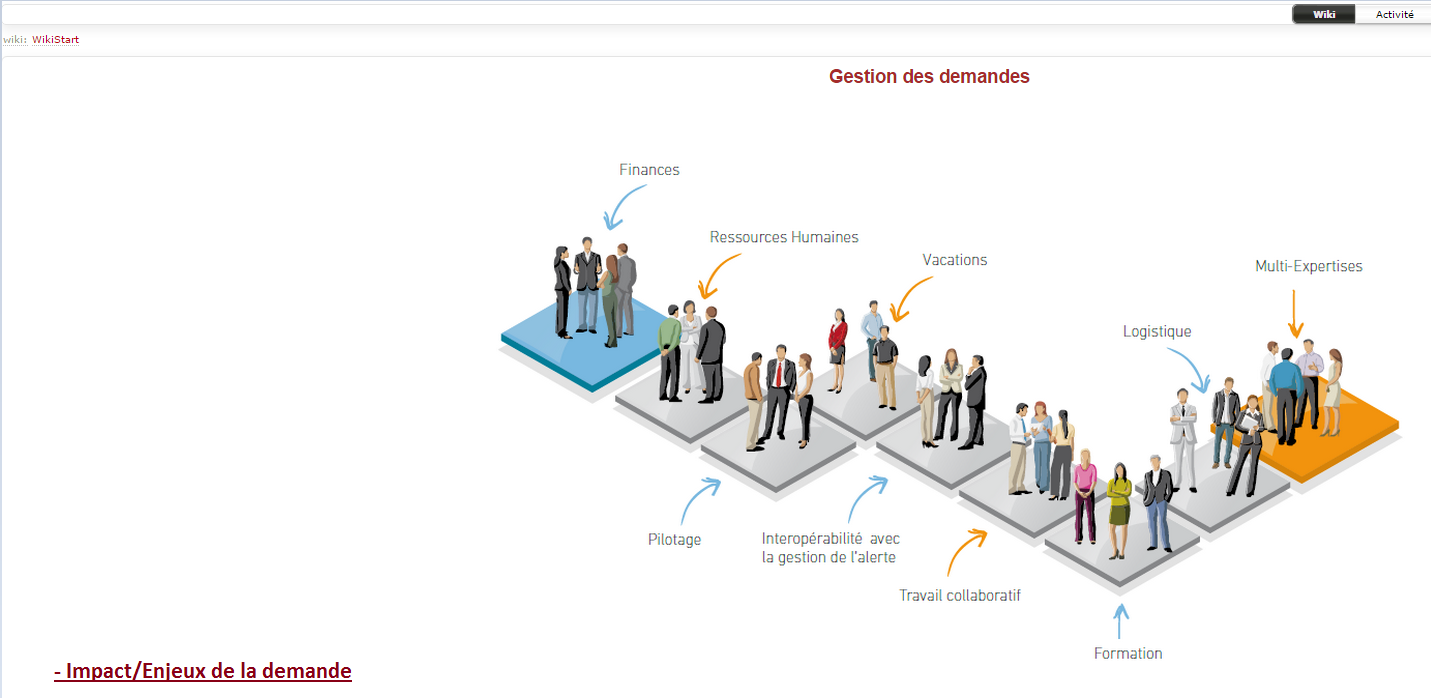 Wiki Activité
wiki: WikiStart
Gestion des demandes
Finances
Ressources Humaines
Vacations
Multi-Expertises
Logistique
Pilotage
Interopérabilité avec
la gestion de l'alerte
Travail collaboratif
Formation
- Impact/Enjeux de la demande